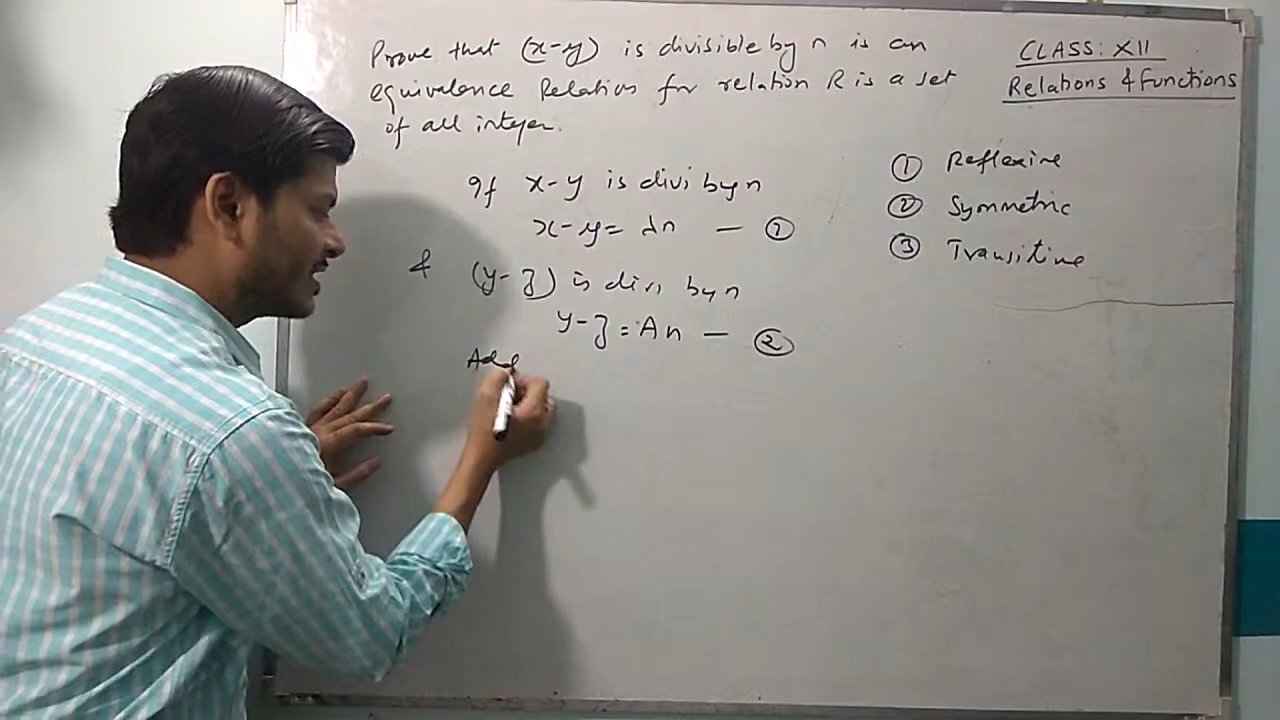 Prove that (x-y) is divisible by n is an
equivalence Relation for relation R is a set
of all integer.
CLASS: XII
Relations & functions
① Reflexive
② Symmetric
③ Transitive
If x-y is divi by n
x-y = λn — ①
& (y-z) is divi by n
y-z = An — ②
Add